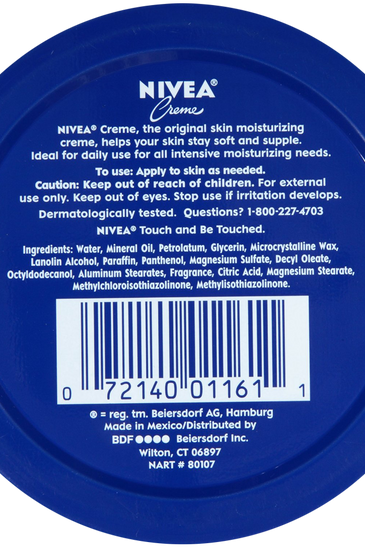 NIVEA®
Creme
NIVEA® Creme, the original skin moisturizing
creme, helps your skin stay soft and supple.
Ideal for daily use for all intensive moisturizing needs.
To use: Apply to skin as needed.
Caution: Keep out of reach of children. For external
use only. Keep out of eyes. Stop use if irritation develops.
Dermatologically tested. Questions? 1-800-227-4703
NIVEA® Touch and Be Touched.
Ingredients: Water, Mineral Oil, Petrolatum, Glycerin, Microcrystalline Wax,
Lanolin Alcohol, Paraffin, Panthenol, Magnesium Sulfate, Decyl Oleate,
Octyldodecanol, Aluminum Stearates, Fragrance, Citric Acid, Magnesium Stearate,
Methylchloroisothiazolinone, Methylisothiazolinone.
0 72140 01161 1
® = reg. tm. Beiersdorf AG, Hamburg
Made in Mexico/Distributed by
BDF●●●● Beiersdorf Inc.
Wilton, CT 06897
NART # 80107